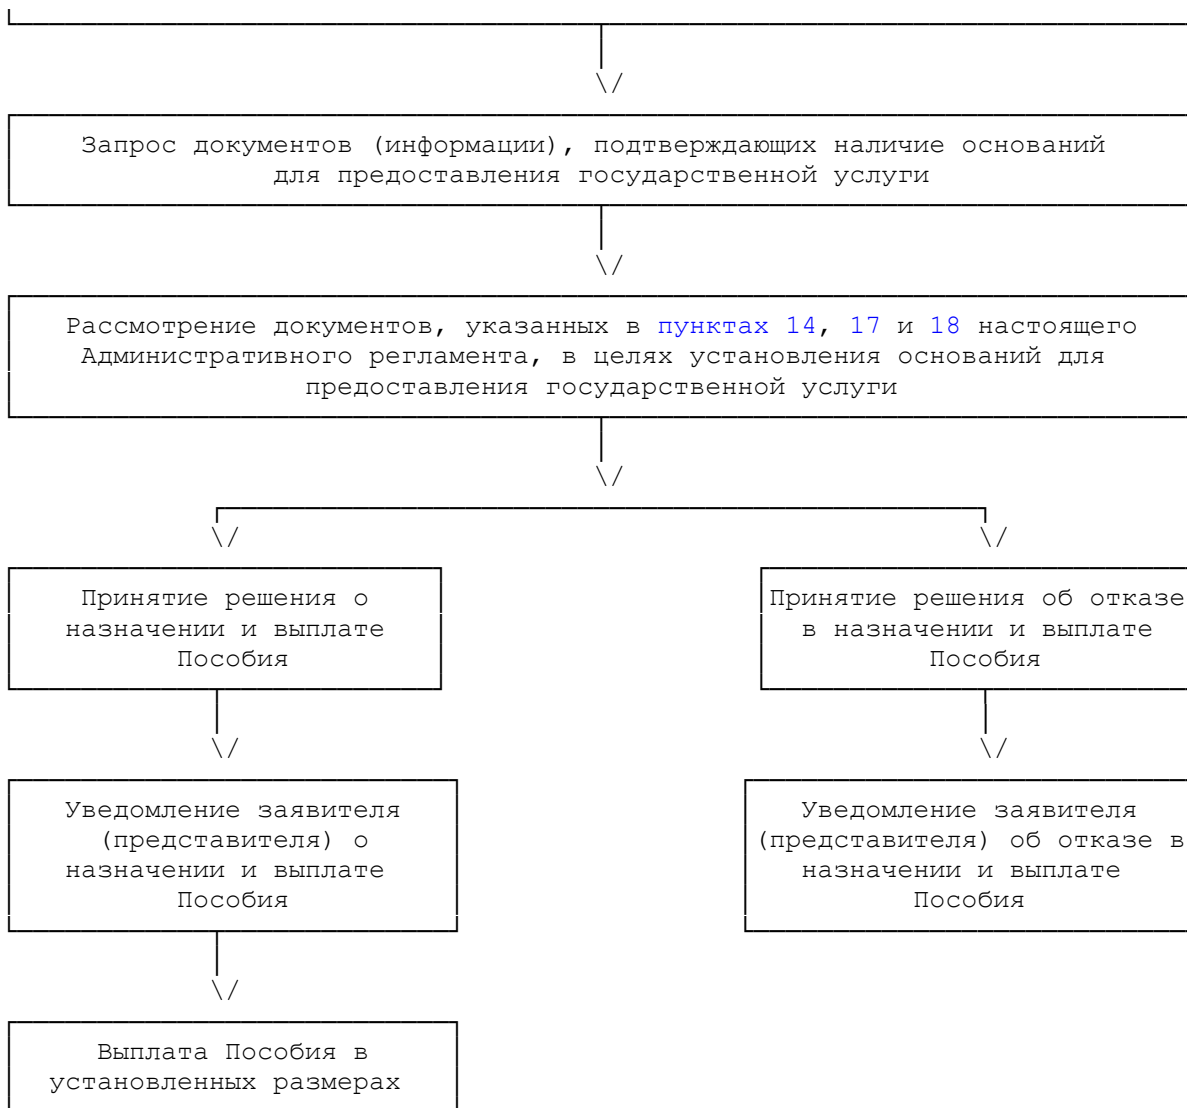 \/
Запрос документов (информации), подтверждающих наличие оснований
для предоставления государственной услуги
\/
Рассмотрение документов, указанных в пунктах 14, 17 и 18 настоящего
Административного регламента, в целях установления оснований для
предоставления государственной услуги
\/
\/
\/
Принятие решения о
назначении и выплате
Пособия
Принятие решения об отказе
в назначении и выплате
Пособия
\/
\/
Уведомление заявителя
(представителя) о
назначении и выплате
Пособия
Уведомление заявителя
(представителя) об отказе в
назначении и выплате
Пособия
\/
Выплата Пособия в
установленных размерах